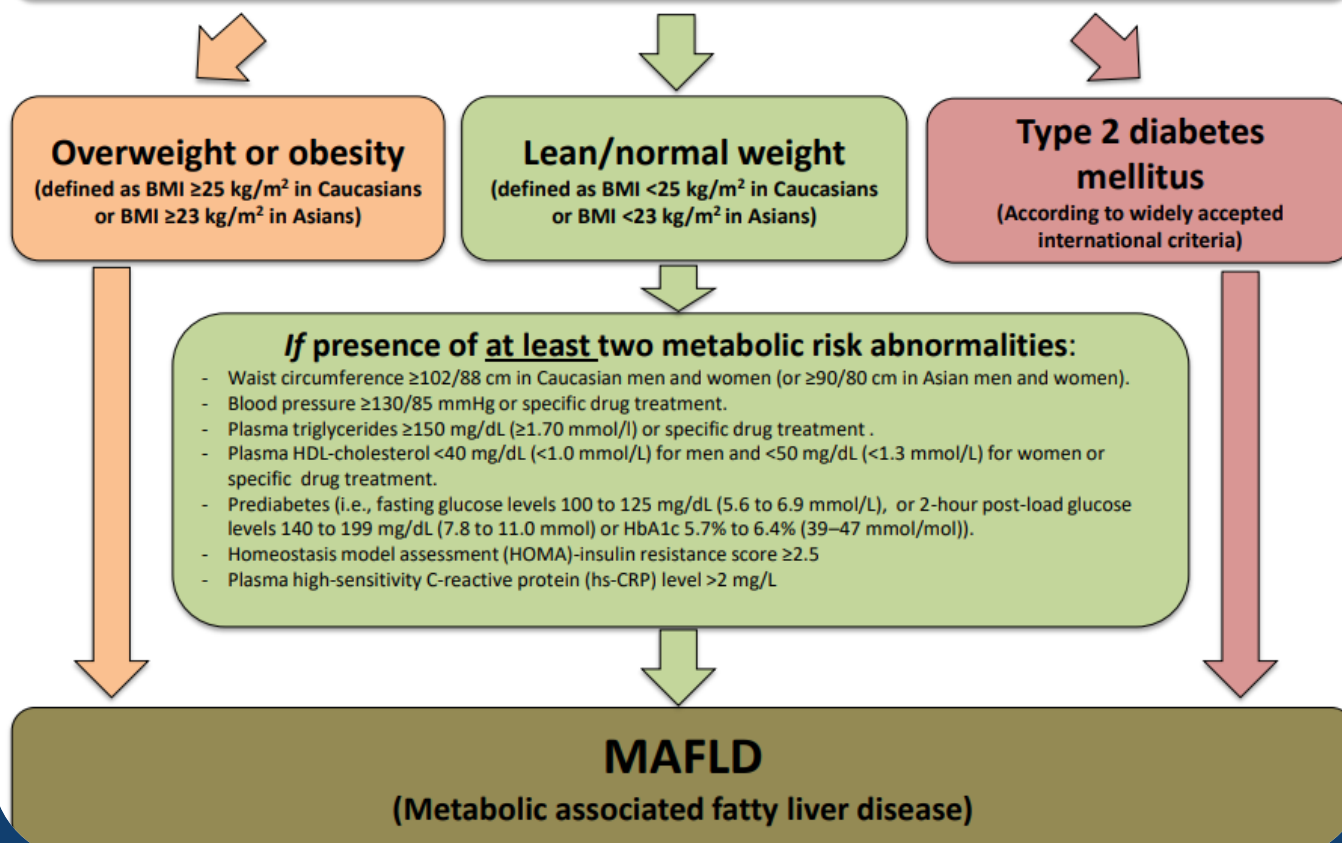 Overweight or obesity
(defined as BMI ≥25 kg/m² in Caucasians
or BMI ≥23 kg/m² in Asians)
Lean/normal weight
(defined as BMI <25 kg/m² in Caucasians
or BMI <23 kg/m² in Asians)
Type 2 diabetes
mellitus
(According to widely accepted
international criteria)
If presence of at least two metabolic risk abnormalities:
- Waist circumference ≥102/88 cm in Caucasian men and women (or ≥90/80 cm in Asian men and women).
- Blood pressure ≥130/85 mmHg or specific drug treatment.
- Plasma triglycerides ≥150 mg/dL (≥1.70 mmol/l) or specific drug treatment .
- Plasma HDL-cholesterol <40 mg/dL (<1.0 mmol/L) for men and <50 mg/dL (<1.3 mmol/L) for women or
specific drug treatment.
- Prediabetes (i.e., fasting glucose levels 100 to 125 mg/dL (5.6 to 6.9 mmol/L), or 2-hour post-load glucose
levels 140 to 199 mg/dL (7.8 to 11.0 mmol) or HbA1c 5.7% to 6.4% (39–47 mmol/mol)).
- Homeostasis model assessment (HOMA)-insulin resistance score ≥2.5
- Plasma high-sensitivity C-reactive protein (hs-CRP) level >2 mg/L
MAFLD
(Metabolic associated fatty liver disease)